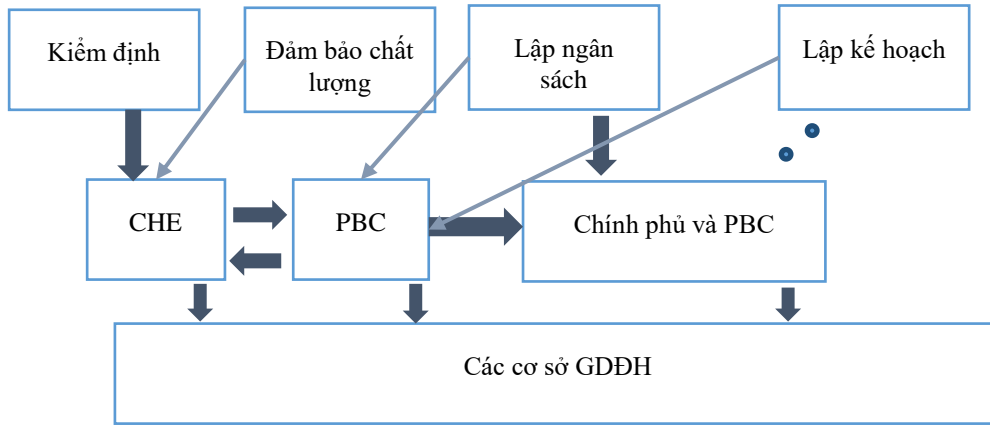 Kiểm định
Đảm bảo chất
lượng
Lập ngân
sách
Lập kế hoạch
CHE
PBC
Chính phủ và PBC
Các cơ sở GDĐH